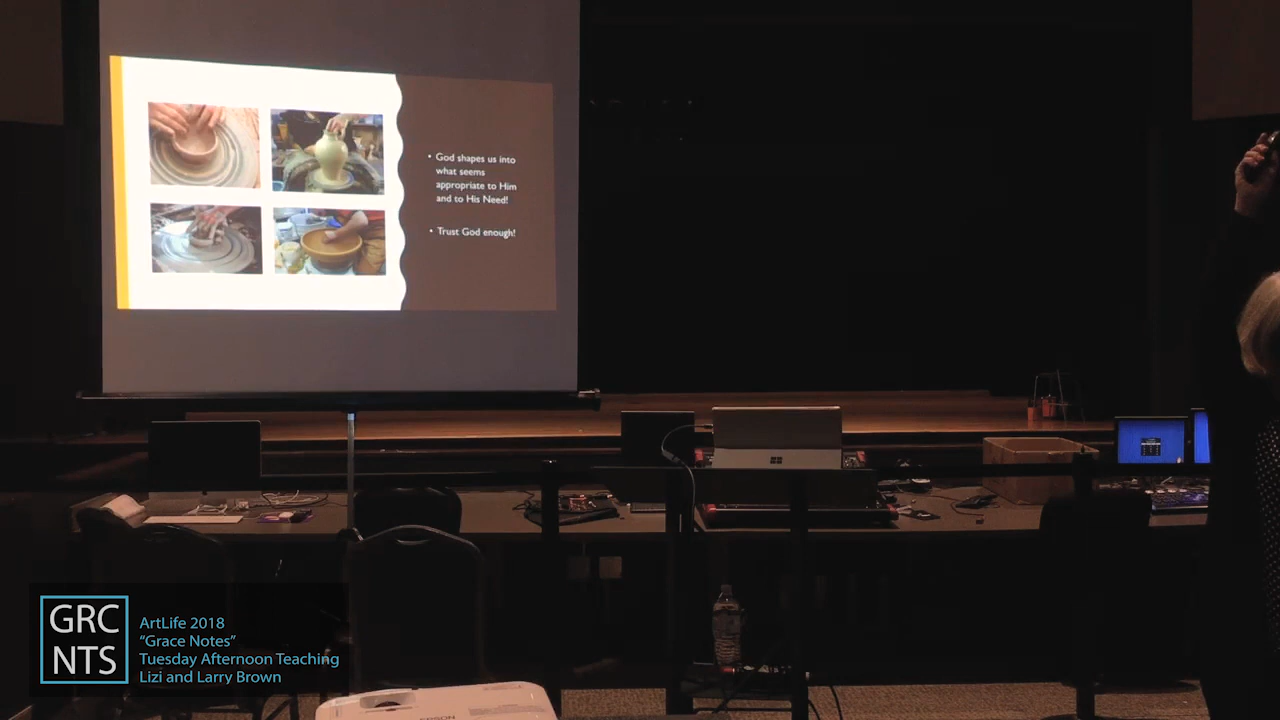 • God shapes us into
what seems
appropriate to Him
and to His Need!
• Trust God enough!
GRC
NTS
ArtLife 2018
“Grace Notes”
Tuesday Afternoon Teaching
Lizi and Larry Brown
EPSON